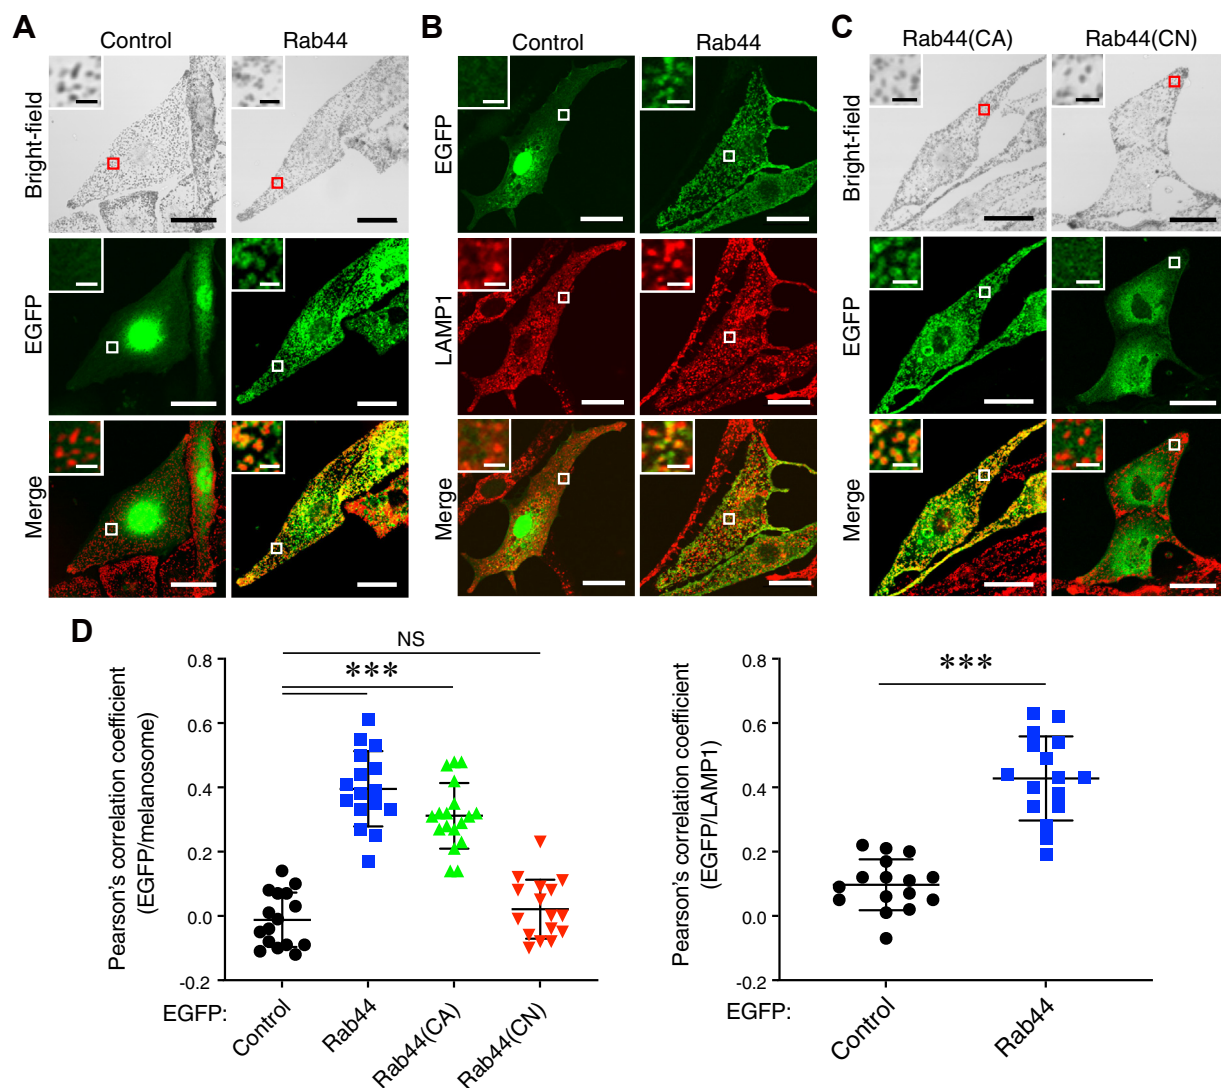 A
Control
Rab44
Bright-field
EGFP
Merge
B
Control
Rab44
EGFP
LAMP1
Merge
C
Rab44(CA)
Rab44(CN)
Bright-field
EGFP
Merge
D
Pearson's correlation coefficient
(EGFP/melanosome)
0.8
0.6
0.4
0.2
0.0
-0.2
NS
***
EGFP:
Control
Rab44
Rab44(CA)
Rab44(CN)
Pearson's correlation coefficient
(EGFP/LAMP1)
0.8
0.6
0.4
0.2
0.0
-0.2
***
EGFP:
Control
Rab44